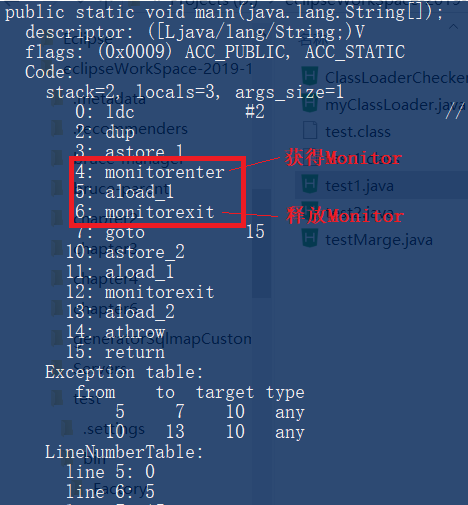 public static void main(java.lang.String[]);
descriptor: ([Ljava/lang/String;)V
flags: (0x0009) ACC_PUBLIC, ACC_STATIC
Code:
stack=2, locals=3, args_size=1
0: ldc #2 //
2: dup
3: astore_1
4: monitorenter 获得Monitor
5: aload_1
6: monitorexit 释放Monitor
7: goto 15
10: astore_2
11: aload_1
12: monitorexit
13: aload_2
14: athrow
15: return
Exception table:
from to target type
5 7 10 any
10 13 10 any
LineNumberTable:
line 5: 0
line 6: 5
ClassLoaderChecker
myClassLoader.java
test.class
test1.java
testMarge.java